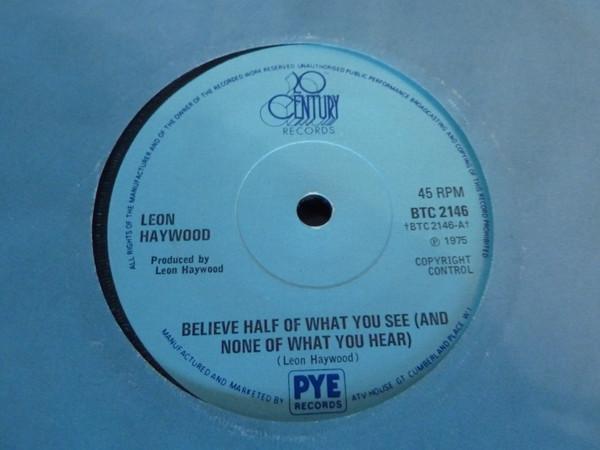 ALL RIGHTS OF THE MANUFACTURER AND OF THE OWNER OF THE RECORDED WORK RESERVED UNAUTHORISED PUBLIC PERFORMANCE BROADCASTING AND COPYING OF THIS RECORD PROHIBITED
20TH
CENTURY
RECORDS
45 RPM
BTC 2146
†BTC 2146-A†
℗ 1975
COPYRIGHT
CONTROL
LEON
HAYWOOD
Produced by
Leon Haywood
BELIEVE HALF OF WHAT YOU SEE (AND
NONE OF WHAT YOU HEAR)
(Leon Haywood)
MANUFACTURED AND MARKETED BY
PYE
RECORDS
ATV HOUSE GT CUMBERLAND PLACE W.1